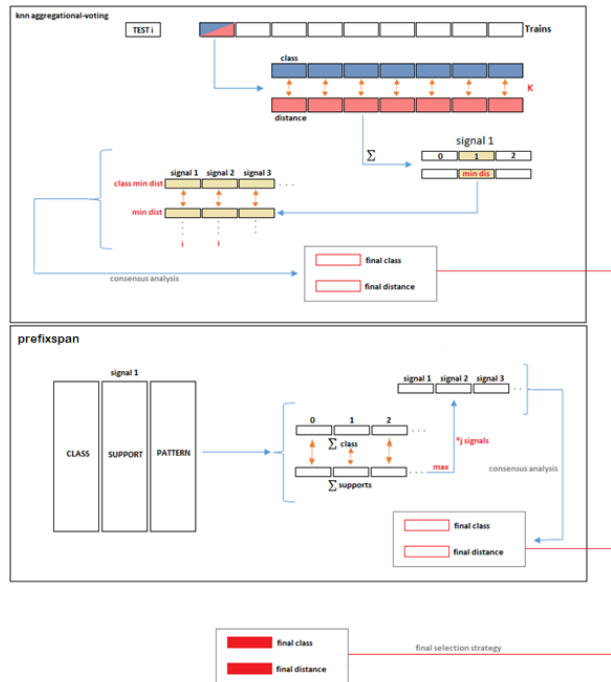 knn aggregational-voting
TEST i
Trains
class
K
distance
signal 1
∑
0 1 2
min dis
signal 1 signal 2 signal 3
class min dist . . .
min dist
i i
consensus analysis
final class
final distance
prefixspan
signal 1
CLASS SUPPORT PATTERN
signal 1 signal 2 signal 3
. . .
0 1 2
. . .
∑ class
*j signals
max
∑ supports
consensus analysis
final class
final distance
final class
final selection strategy
final distance